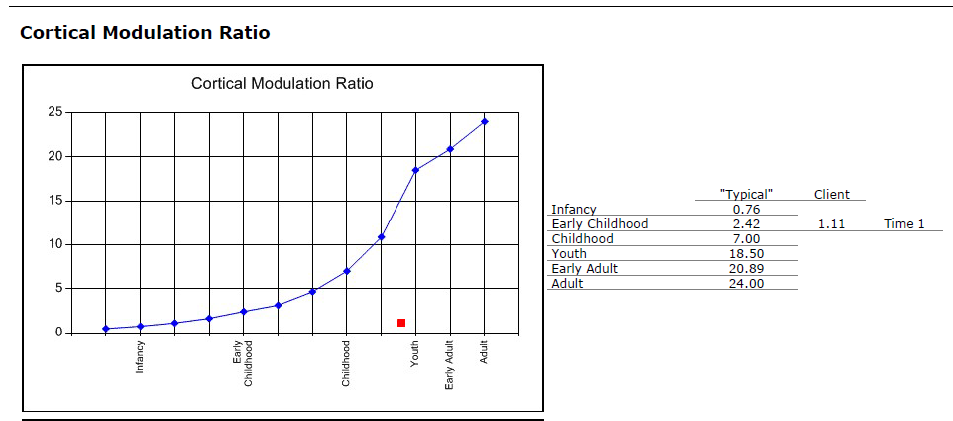 Cortical Modulation Ratio
Cortical Modulation Ratio
25
20
15
10
5
0
Infancy
Early
Childhood
Childhood
Youth
Early Adult
Adult
"Typical" Client
Infancy 0.76
Early Childhood 2.42 1.11 Time 1
Childhood 7.00
Youth 18.50
Early Adult 20.89
Adult 24.00